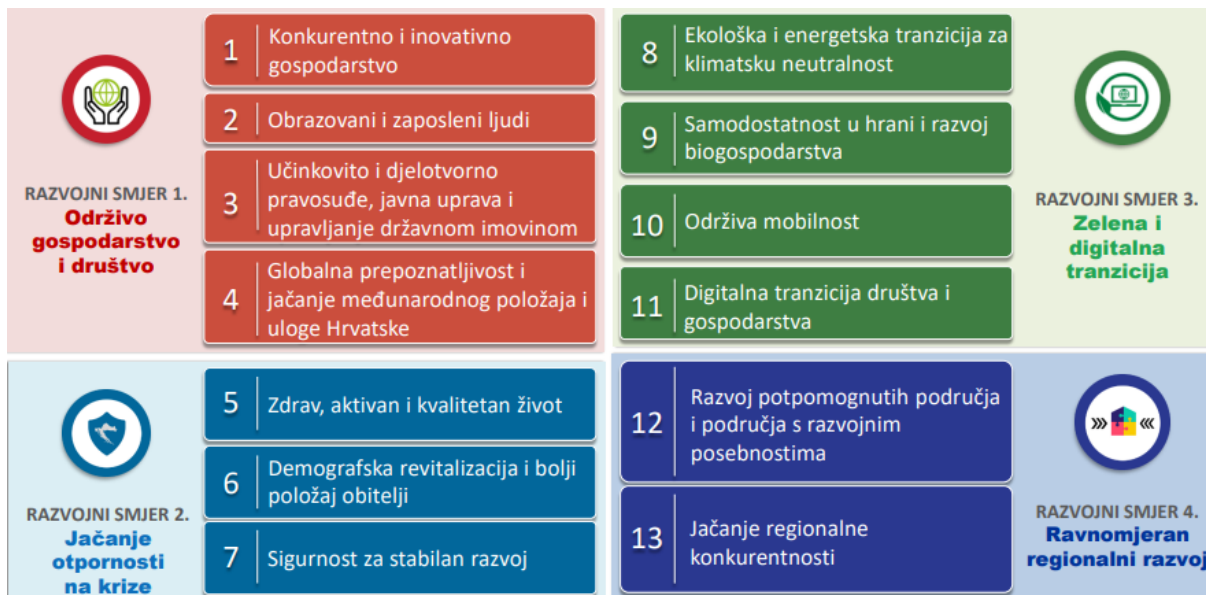 RAZVOJNI SMJER 1.
Održivo
gospodarstvo
i društvo
1
Konkurentno i inovativno
gospodarstvo
2
Obrazovani i zaposleni ljudi
3
Učinkovito i djelotvorno
pravosuđe, javna uprava i
upravljanje državnom imovinom
4
Globalna prepoznatljivost i
jačanje međunarodnog položaja i
uloge Hrvatske
RAZVOJNI SMJER 2.
Jačanje
otpornosti
na krize
5
Zdrav, aktivan i kvalitetan život
6
Demografska revitalizacija i bolji
položaj obitelji
7
Sigurnost za stabilan razvoj
8
Ekološka i energetska tranzicija za
klimatsku neutralnost
9
Samodostatnost u hrani i razvoj
biogospodarstva
10
Održiva mobilnost
11
Digitalna tranzicija društva i
gospodarstva
RAZVOJNI SMJER 3.
Zelena i
digitalna
tranzicija
12
Razvoj potpomognutih područja
i područja s razvojnim
posebnostima
13
Jačanje regionalne
konkurentnosti
RAZVOJNI SMJER 4.
Ravnomjeran
regionalni razvoj